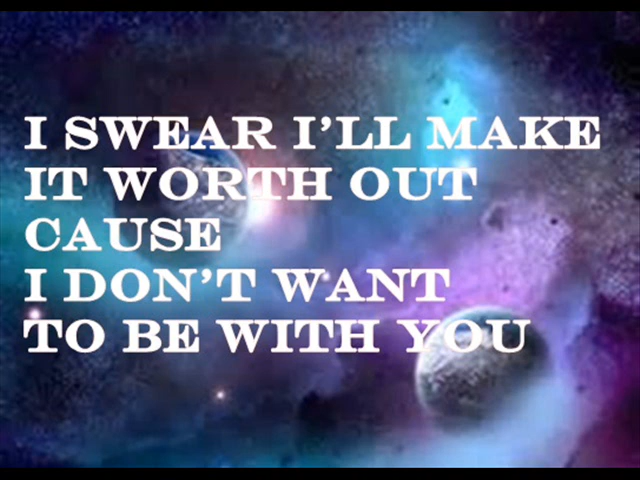 I SWEAR I'LL MAKE
IT WORTH OUT
CAUSE
I DON'T WANT
TO BE WITH YOU